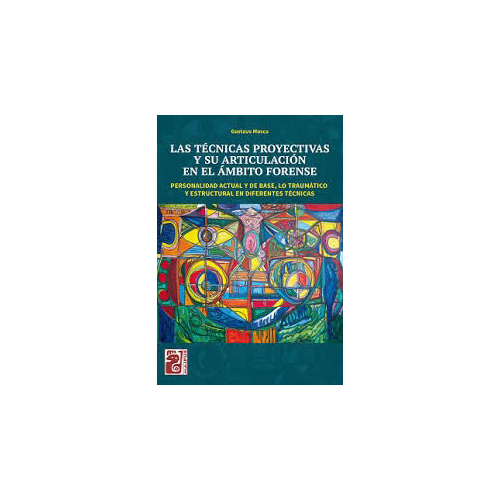 Gustavo Mosca
LAS TÉCNICAS PROYECTIVAS
Y SU ARTICULACIÓN
EN EL ÁMBITO FORENSE
PERSONALIDAD ACTUAL Y DE BASE, LO TRAUMÁTICO
Y ESTRUCTURAL EN DIFERENTES TÉCNICAS